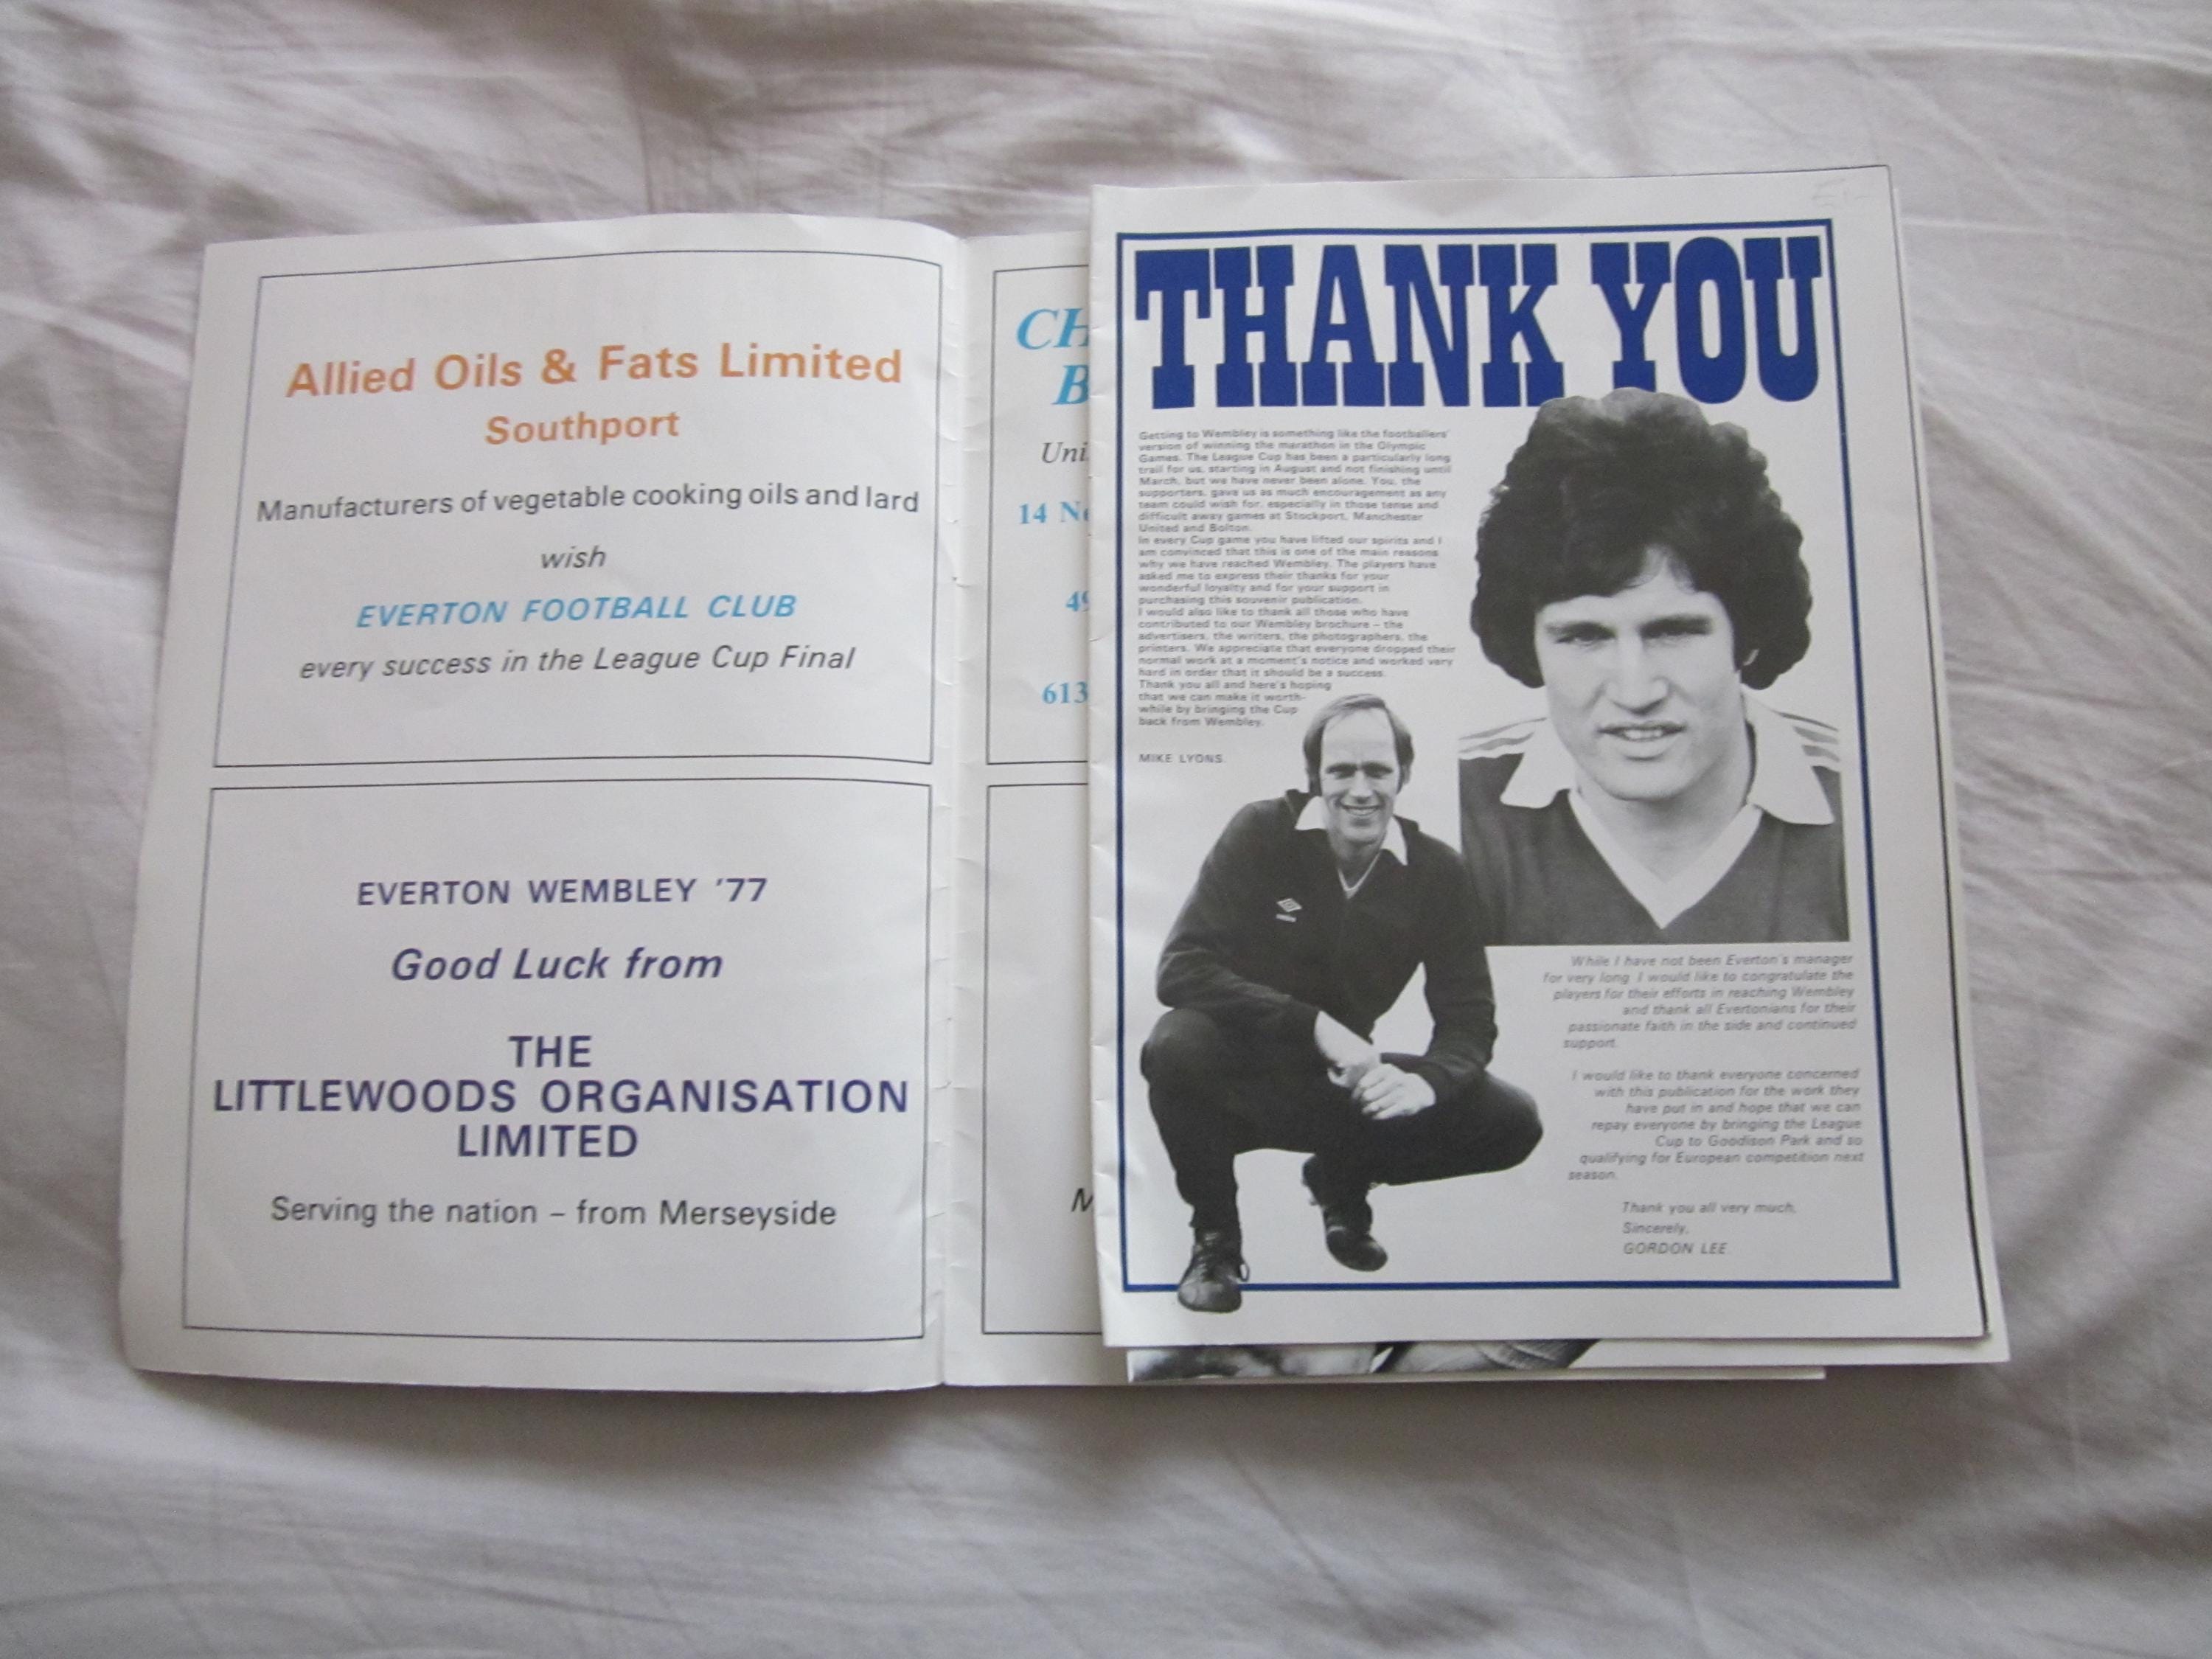 Allied Oils & Fats Limited
Southport
Manufacturers of vegetable cooking oils and lard
wish
EVERTON FOOTBALL CLUB
every success in the League Cup Final
EVERTON WEMBLEY '77
Good Luck from
THE
LITTLEWOODS ORGANISATION
LIMITED
Serving the nation – from Merseyside
CH
B
Uni
14 N
49
613
M
THANK YOU
Getting to Wembley is something like the footballers'
version of winning the marathon in the Olympic
Games. The League Cup has been a particularly long
trail for us, starting in August and not finishing until
March, but we have never been alone. You, the
supporters, gave us as much encouragement as any
team could wish for, especially in those tense and
difficult away games at Stockport, Manchester
United and Bolton.
In every Cup game you have lifted our spirits and I
am convinced that this is one of the main reasons
why we have reached Wembley. The players have
asked me to express their thanks for your
wonderful loyalty and for your support in
purchasing this souvenir publication.
I would also like to thank all those who have
contributed to our Wembley brochure – the
advertisers, the writers, the photographers, the
printers. We appreciate that everyone dropped their
normal work at a moment's notice and worked very
hard in order that it should be a success.
Thank you all and here's hoping
that we can make it worth-
while by bringing the Cup
back from Wembley.
MIKE LYONS.
While I have not been Everton's manager
for very long, I would like to congratulate the
players for their efforts in reaching Wembley
and thank all Evertonians for their
passionate faith in the side and continued
support.
I would like to thank everyone concerned
with this publication for the work they
have put in and hope that we can
repay everyone by bringing the League
Cup to Goodison Park and so
qualifying for European competition next
season.
Thank you all very much,
Sincerely,
GORDON LEE.